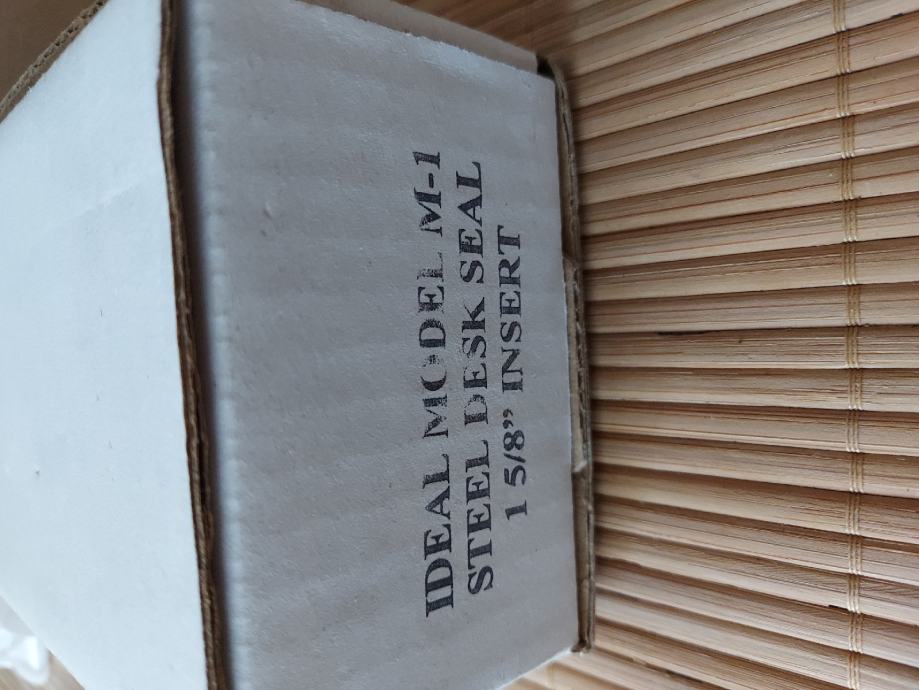 IDEAL MODEL M-1
STEEL DESK SEAL
1 5/8” INSERT